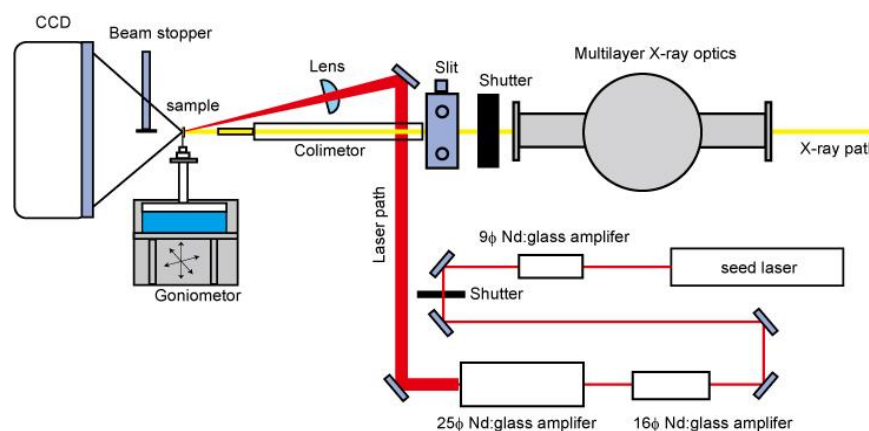 CCD
Beam stopper
sample
Lens
Slit
Shutter
Multilayer X-ray optics
Colimetor
X-ray path
Laser path
Goniometor
9ϕ Nd:glass amplifer
seed laser
Shutter
25ϕ Nd:glass amplifer
16ϕ Nd:glass amplifer